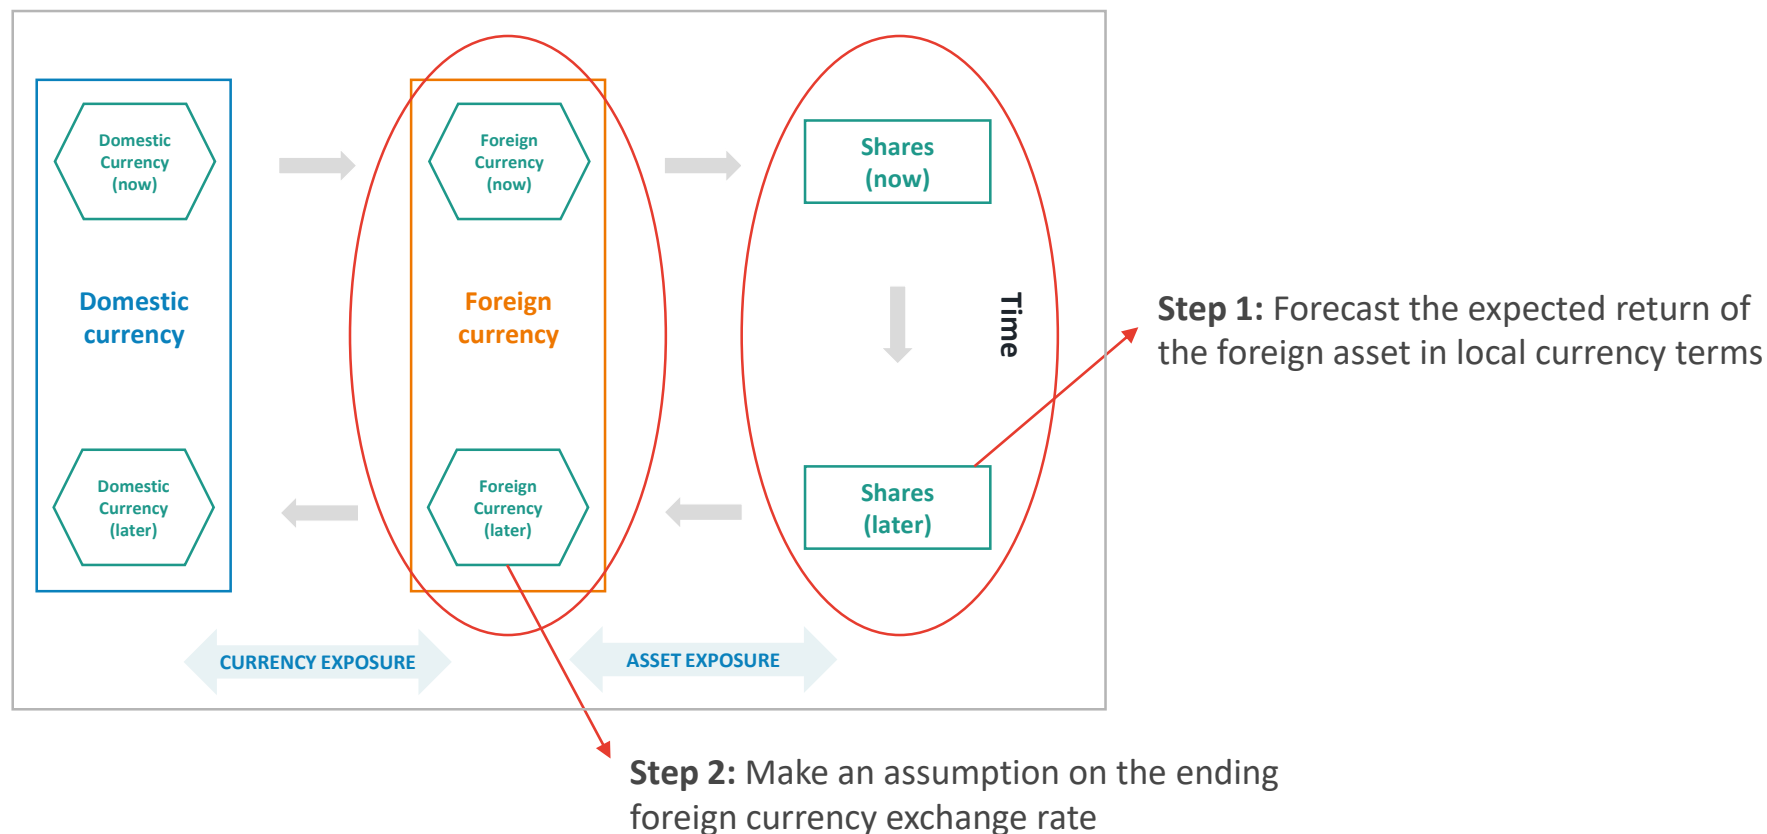 Domestic
Currency
(now)
Foreign
Currency
(now)
Shares
(now)
Domestic
currency
Foreign
currency
Time
Step 1: Forecast the expected return of
the foreign asset in local currency terms
Domestic
Currency
(later)
Foreign
Currency
(later)
Shares
(later)
CURRENCY EXPOSURE
ASSET EXPOSURE
Step 2: Make an assumption on the ending
foreign currency exchange rate